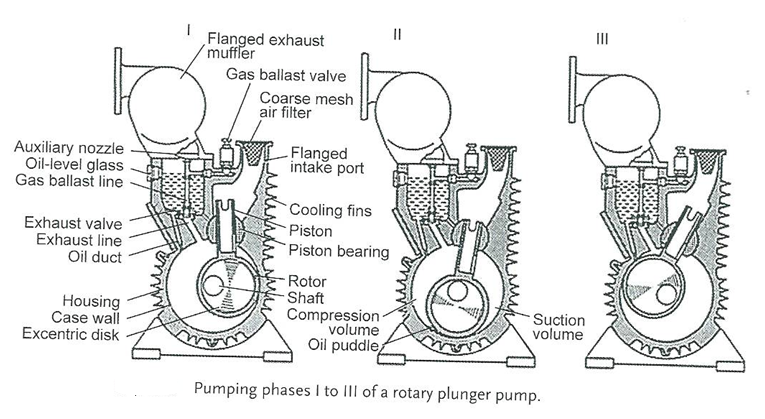 I
II
III
Flanged exhaust
muffler
Gas ballast valve
Coarse mesh
air filter
Auxiliary nozzle
Oil-level glass
Gas ballast line
Flanged
intake port
Cooling fins
Exhaust valve
Exhaust line
Oil duct
Piston
Piston bearing
Housing
Case wall
Excentric disk
Rotor
Shaft
Compression
volume
Oil puddle
Suction
volume
Pumping phases I to III of a rotary plunger pump.